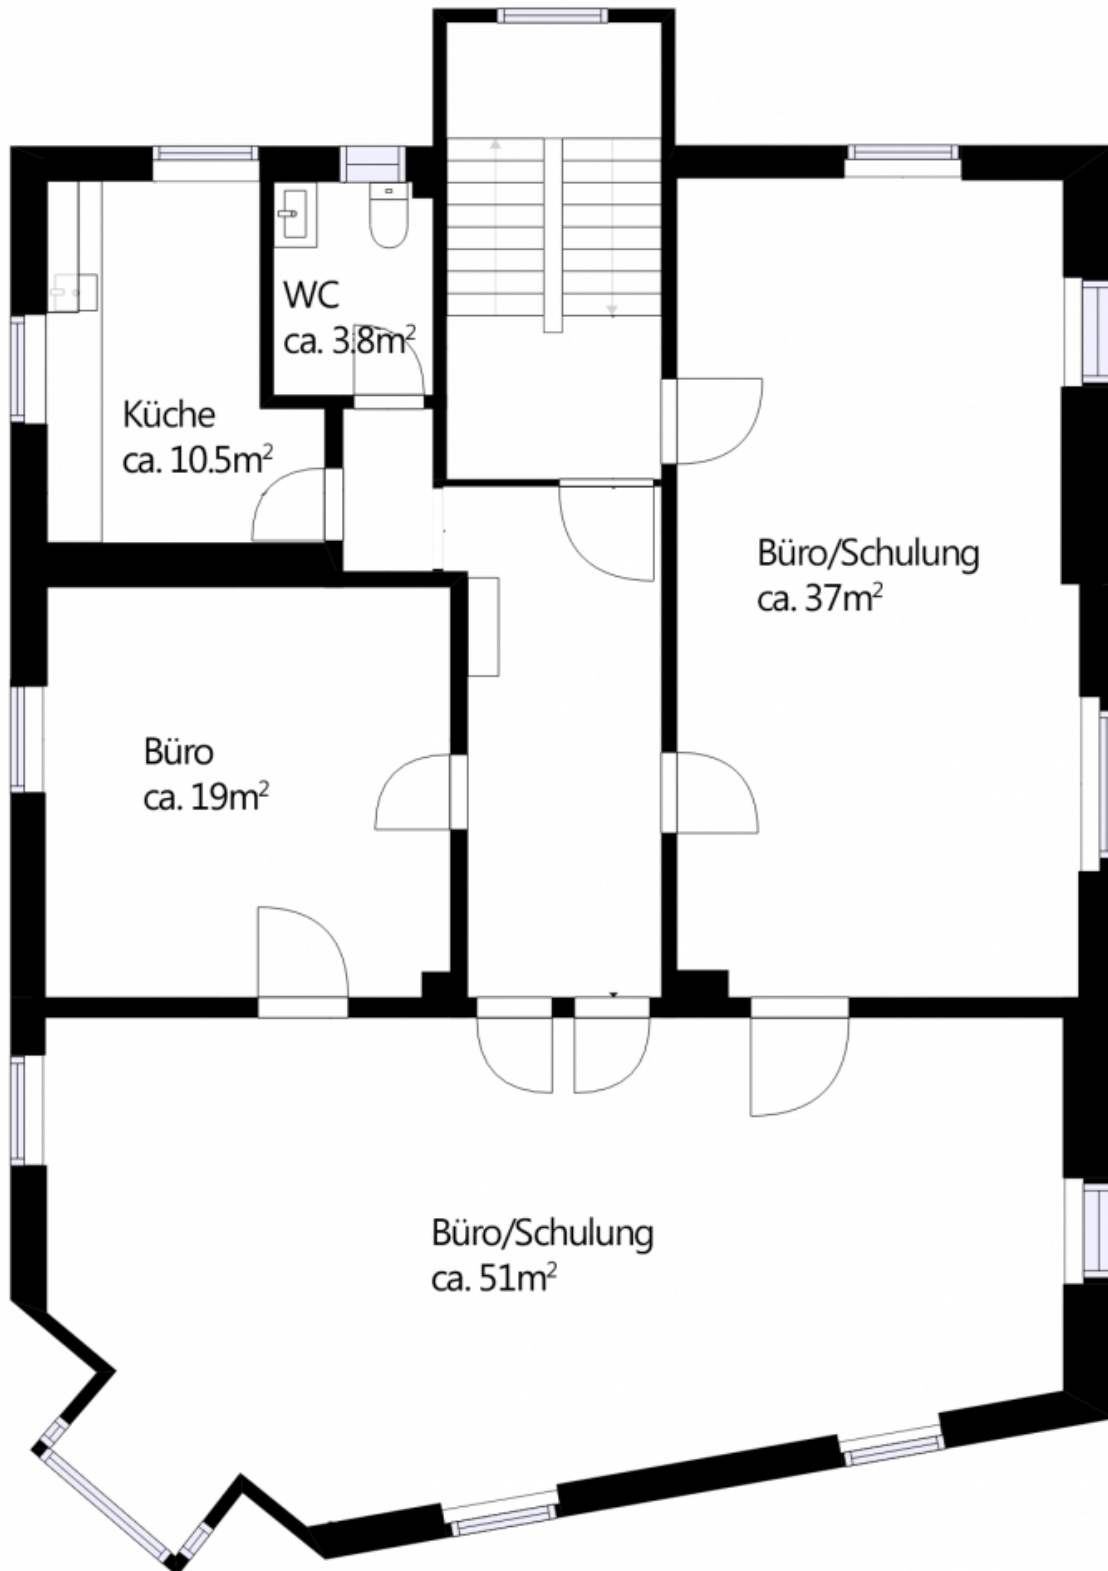 WC
ca. 3.8m²
Küche
ca. 10.5m²
Büro/Schulung
ca. 37m²
Büro
ca. 19m²
Büro/Schulung
ca. 51m²